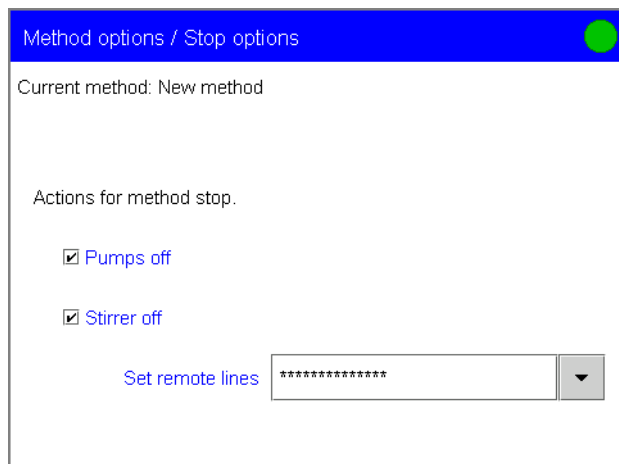 Method options / Stop options
Current method: New method
Actions for method stop.
Pumps off
Stirrer off
Set remote lines **************